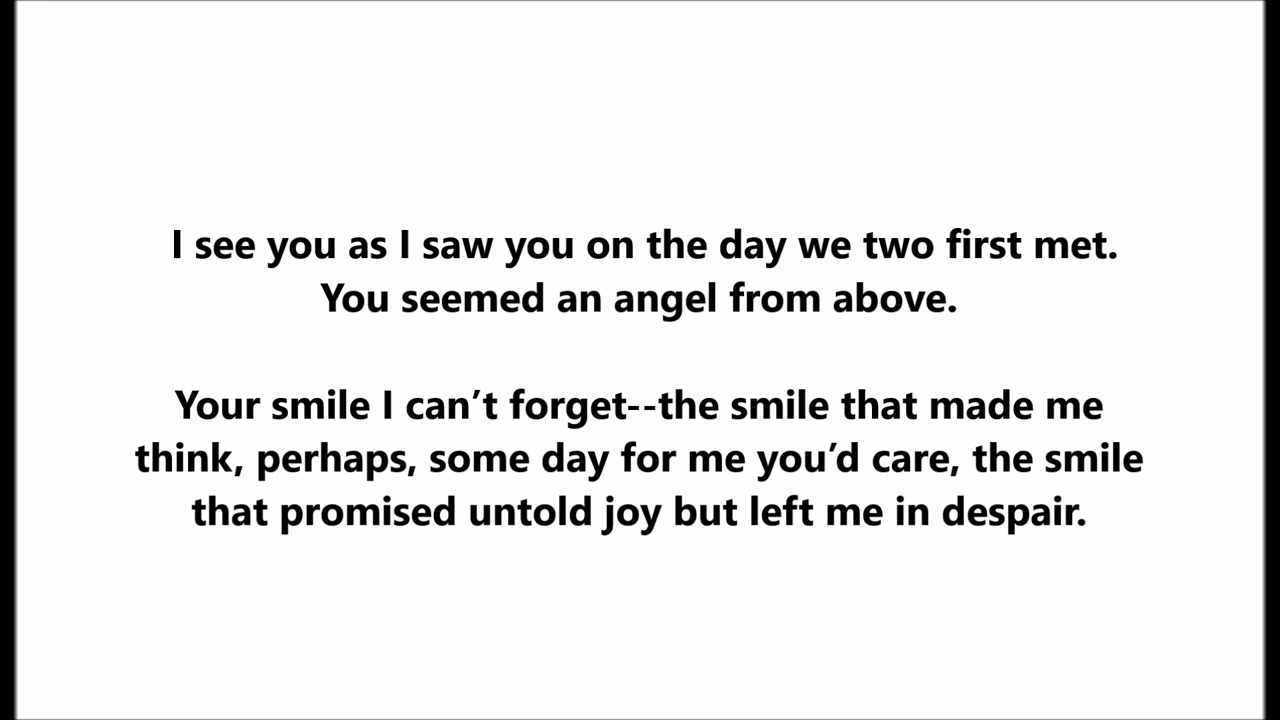 I see you as I saw you on the day we two first met.
You seemed an angel from above.
Your smile I can’t forget--the smile that made me
think, perhaps, some day for me you’d care, the smile
that promised untold joy but left me in despair.